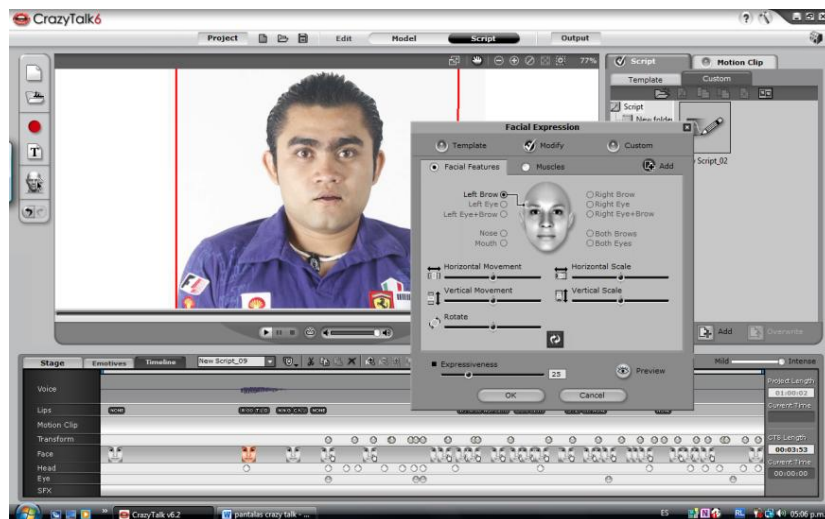 CrazyTalk6
Project Edit Model Script Output
77%
Script Motion Clip
Template Custom
Script
New folde
Script_02
Facial Expression
Template Modify Custom
Facial Features Muscles Add
Left Brow Right Brow
Left Eye Right Eye
Left Eye+Brow Right Eye+Brow
Nose Both Brows
Mouth Both Eyes
Horizontal Movement Horizontal Scale
Vertical Movement Vertical Scale
Rotate
Expressiveness 25 Preview
OK Cancel
Add Overwrite
Stage Emotives Timeline New Script_09 Mild Intense
Voice
Project Length
01:00:02
Lips NONE NONE
Current Time
Motion Clip
Transform
CTS Length
Face 00:03:53
Head
Current Time
Eye 00:00:00
SFX
CrazyTalk v6.2 pantalas crazy talk - ... ES 05:06 p.m.